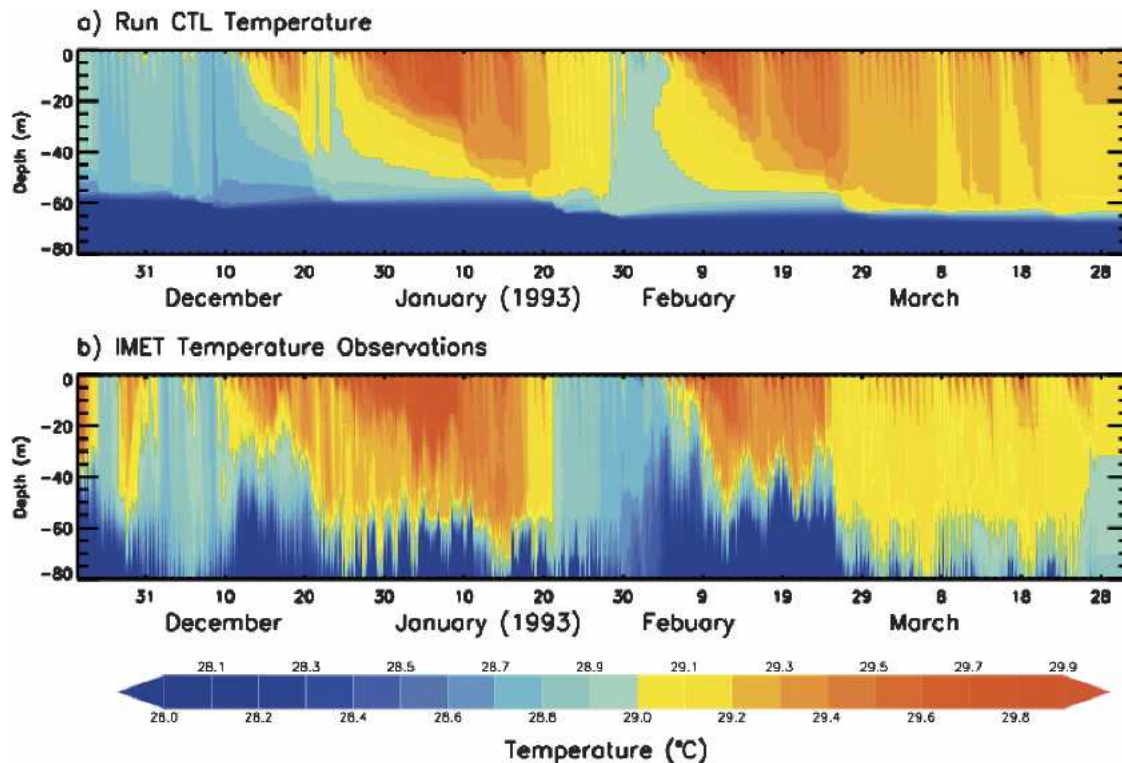 a) Run CTL Temperature
0
-20
-40
-60
-80
Depth (m)
31 10 20 30 10 20 30 9 19 29 8 18 28
December January (1993) Febuary March
b) IMET Temperature Observations
0
-20
-40
-60
-80
Depth (m)
31 10 20 30 10 20 30 9 19 29 8 18 28
December January (1993) Febuary March
28.1 28.3 28.5 28.7 28.9 29.1 29.3 29.5 29.7 29.9
28.0 28.2 28.4 28.6 28.8 29.0 29.2 29.4 29.6 29.8
Temperature (°C)